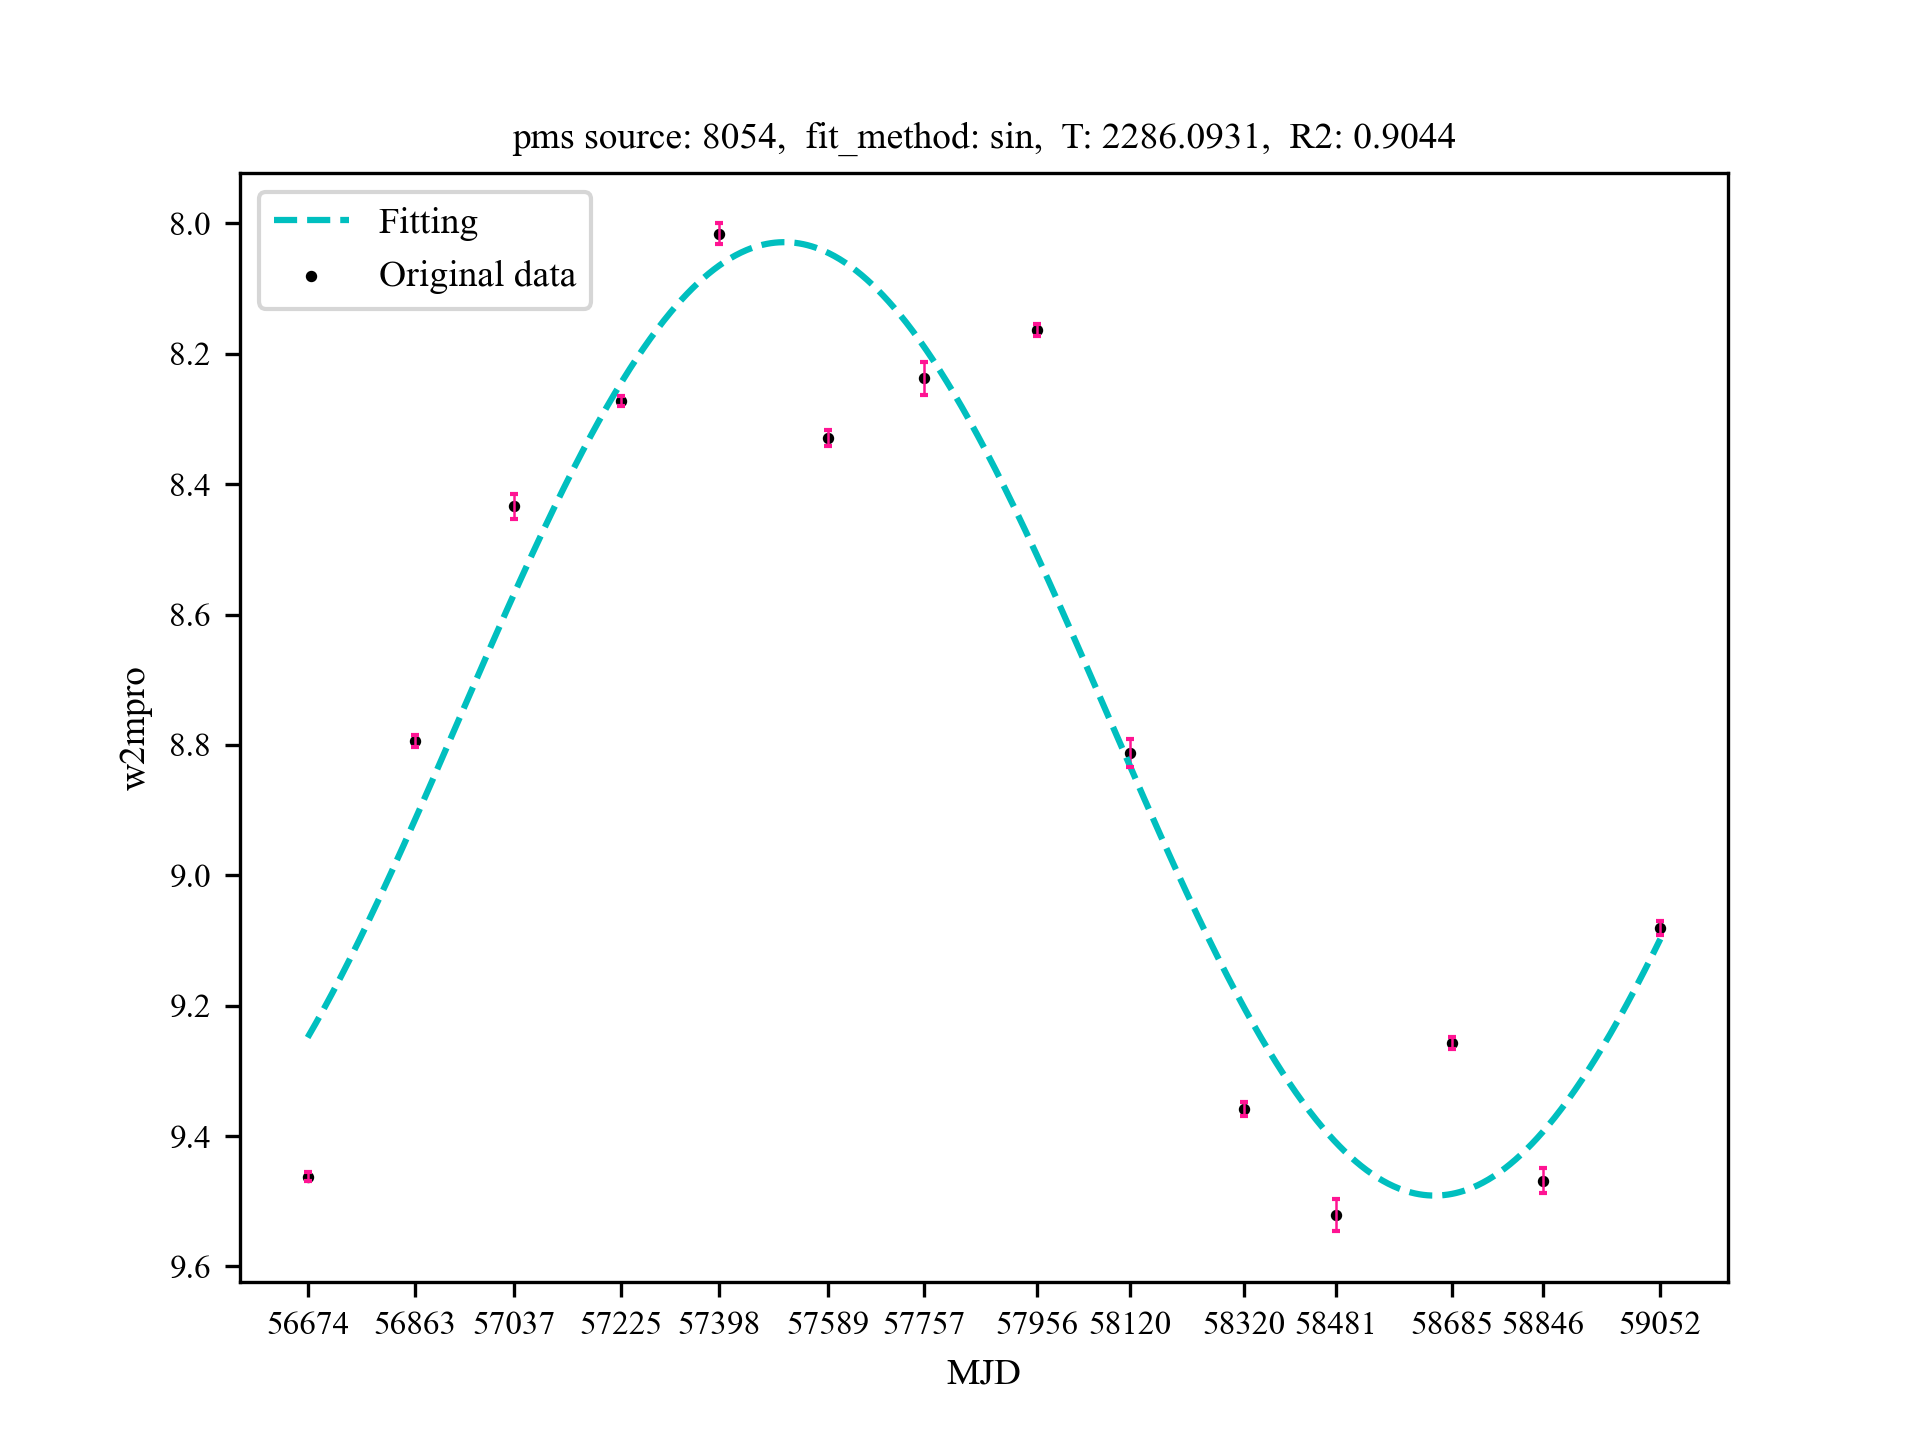 pms source: 8054,  fit_method: sin,  T: 2286.0931,  R2: 0.9044
Fitting
Original data
8.0
8.2
8.4
8.6
8.8
9.0
9.2
9.4
9.6
w2mpro
56674 56863 57037 57225 57398 57589 57757 57956 58120 58320 58481 58685 58846 59052
MJD